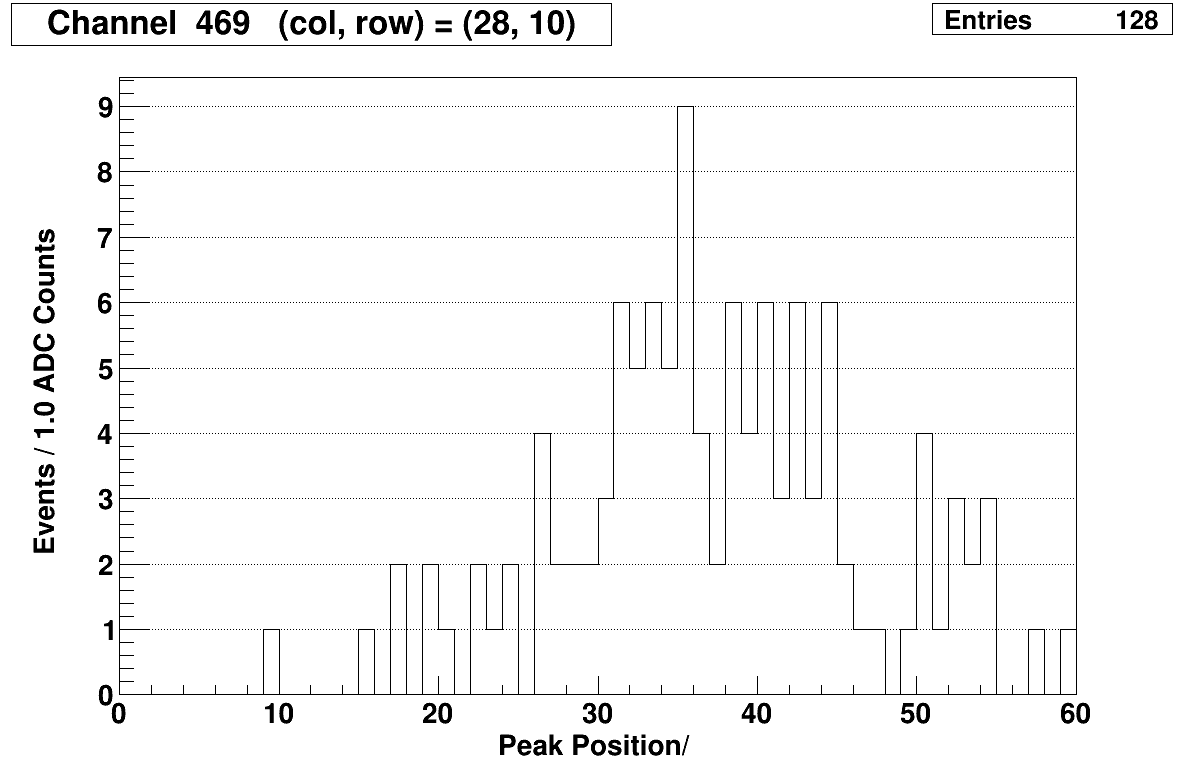 Channel 469 (col, row) = (28, 10)
Entries 128
9
8
7
6
5
4
3
2
1
0
Events / 1.0 ADC Counts
0 10 20 30 40 50 60
Peak Position/